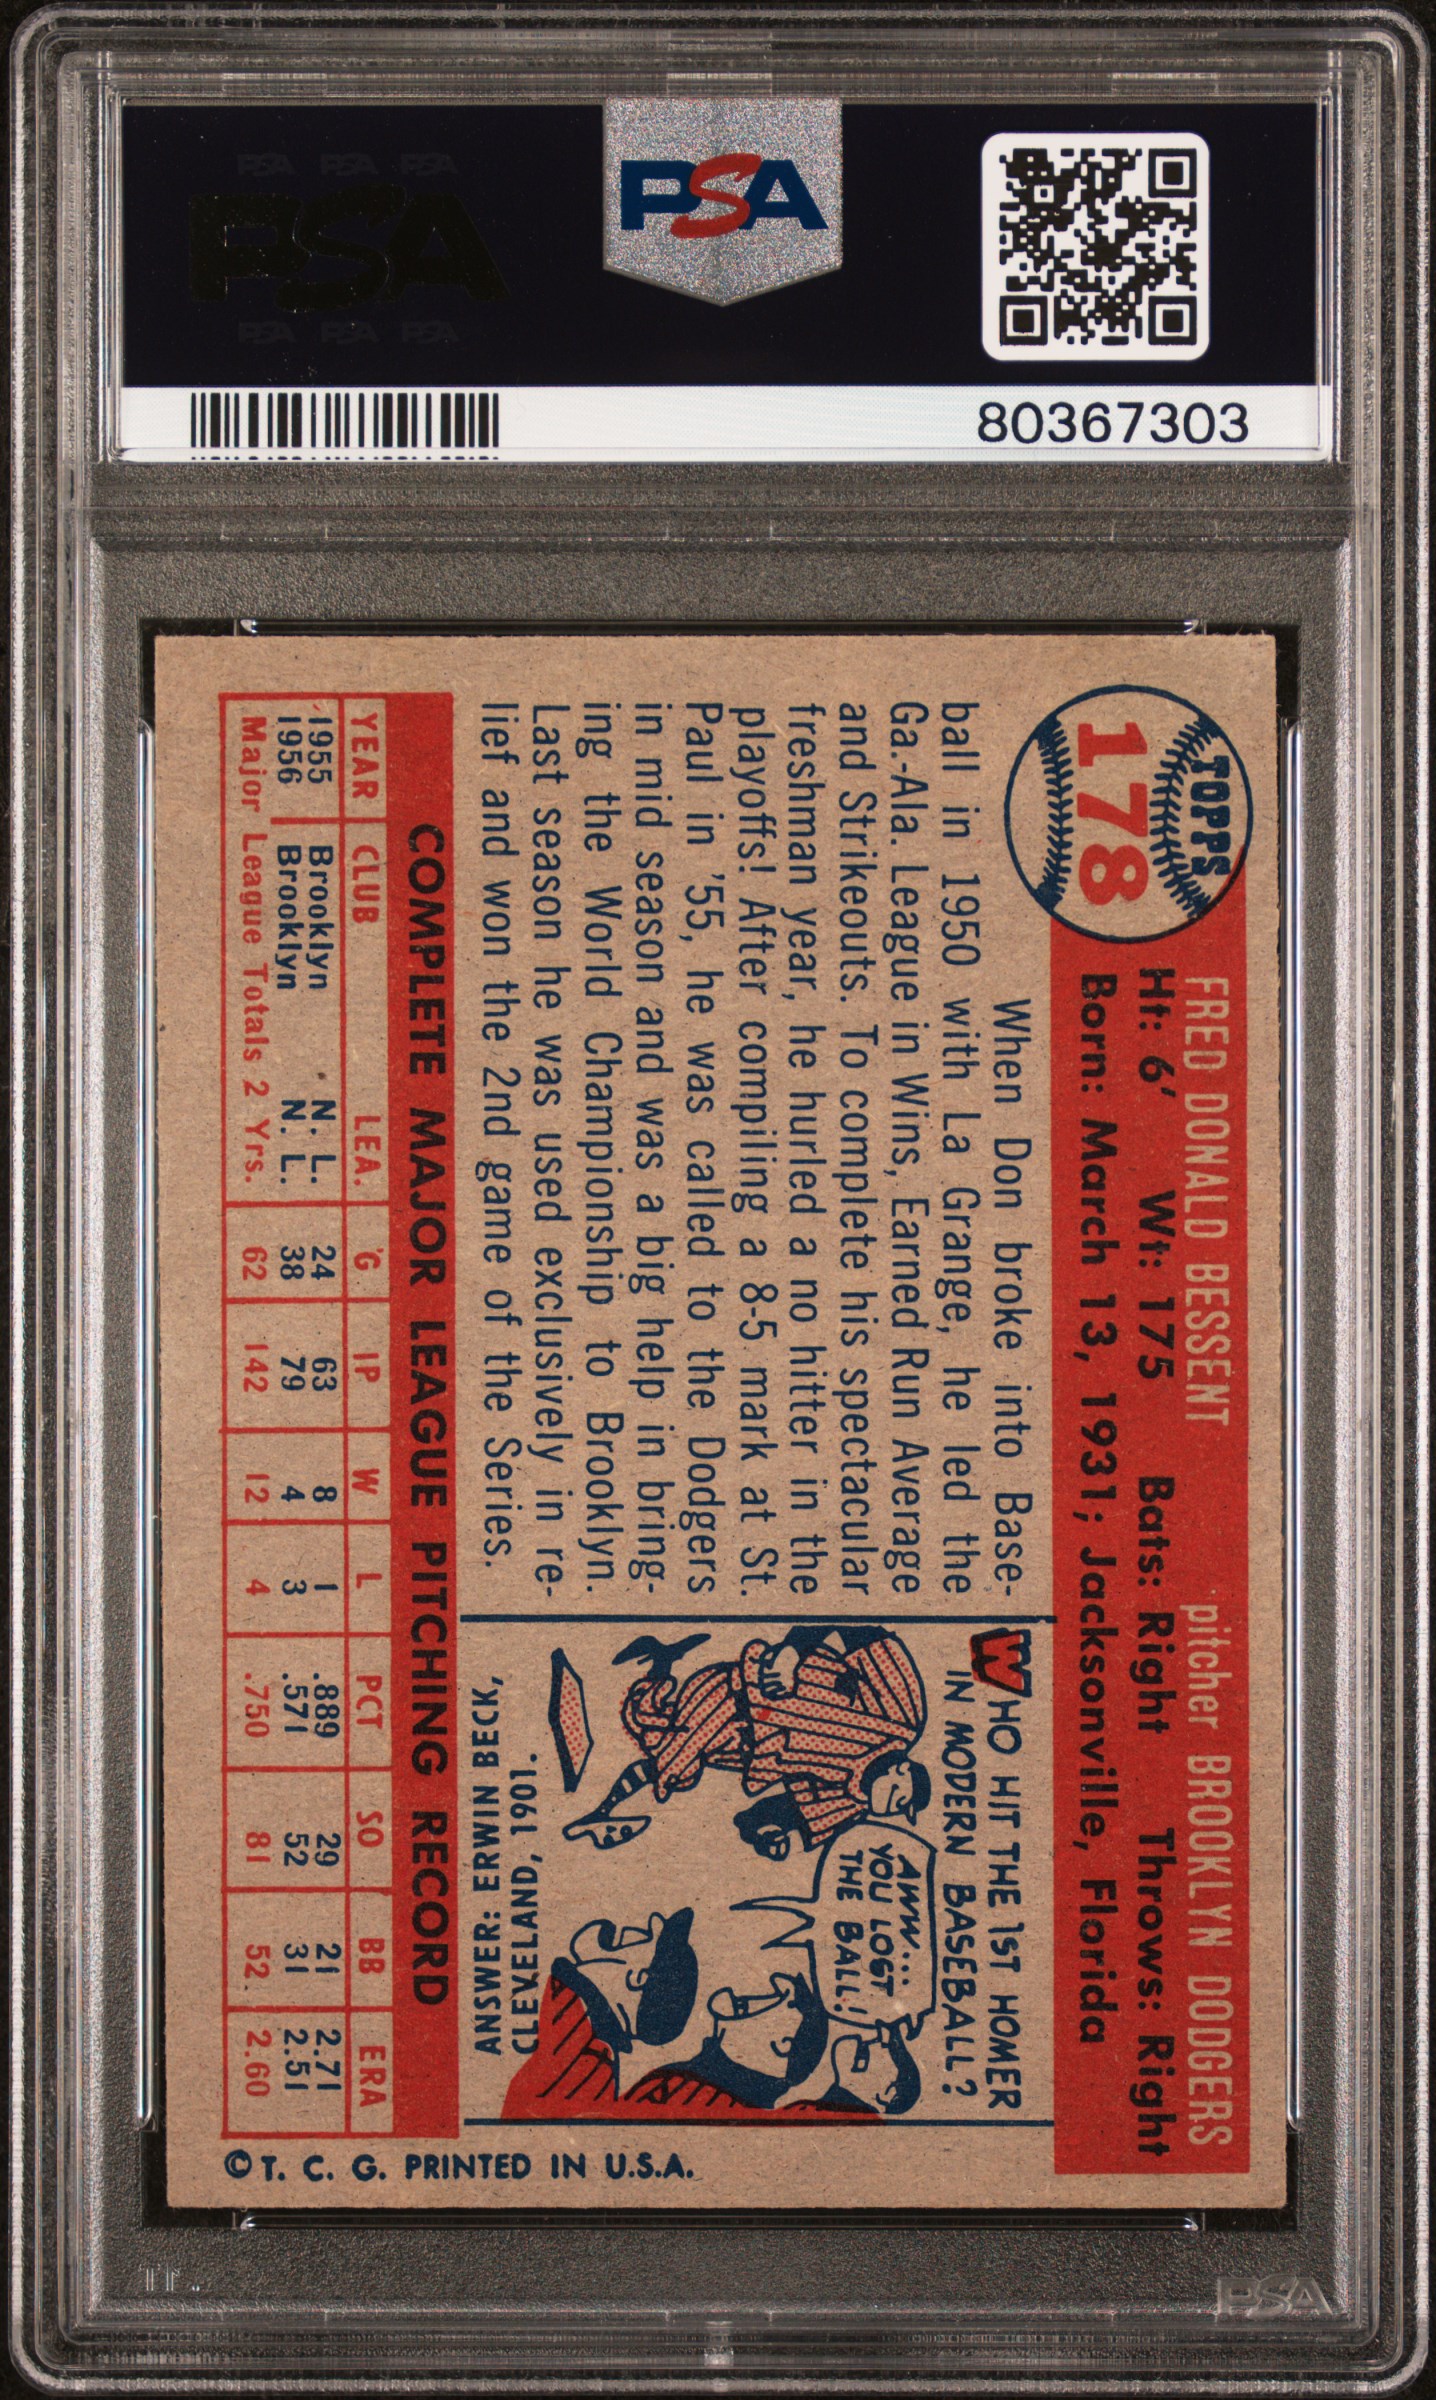 PSA PSA PSA
PSA
PSA PSA PSA
PSA
80367303
TOPPS
178
FRED DONALD BESSENT pitcher BROOKLYN DODGERS
Ht: 6' Wt: 175 Bats: Right Throws: Right
Born: March 13, 1931; Jacksonville, Florida
When Don broke into Base-
ball in 1950 with La Grange, he led the
Ga.-Ala. League in Wins, Earned Run Average
and Strikeouts. To complete his spectacular
freshman year, he hurled a no hitter in the
playoffs! After compiling a 8-5 mark at St.
Paul in '55, he was called to the Dodgers
in mid season and was a big help in bring-
ing the World Championship to Brooklyn.
Last season he was used exclusively in re-
lief and won the 2nd game of the Series.
WHO HIT THE 1ST HOMER
IN MODERN BASEBALL?
AWW...
YOU LOST
THE BALL!
ANSWER: ERWIN BECK,
CLEVELAND, 1901.
COMPLETE MAJOR LEAGUE PITCHING RECORD
YEAR CLUB LEA. G IP W L PCT SO BB ERA
1955 Brooklyn N. L. 24 63 8 1 .889 29 21 2.71
1956 Brooklyn N. L. 38 79 4 3 .571 52 31 2.51
Major League Totals 2 Yrs. 62 142 12 4 .750 81 52 2.60
© T. C. G. PRINTED IN U.S.A.
PSA